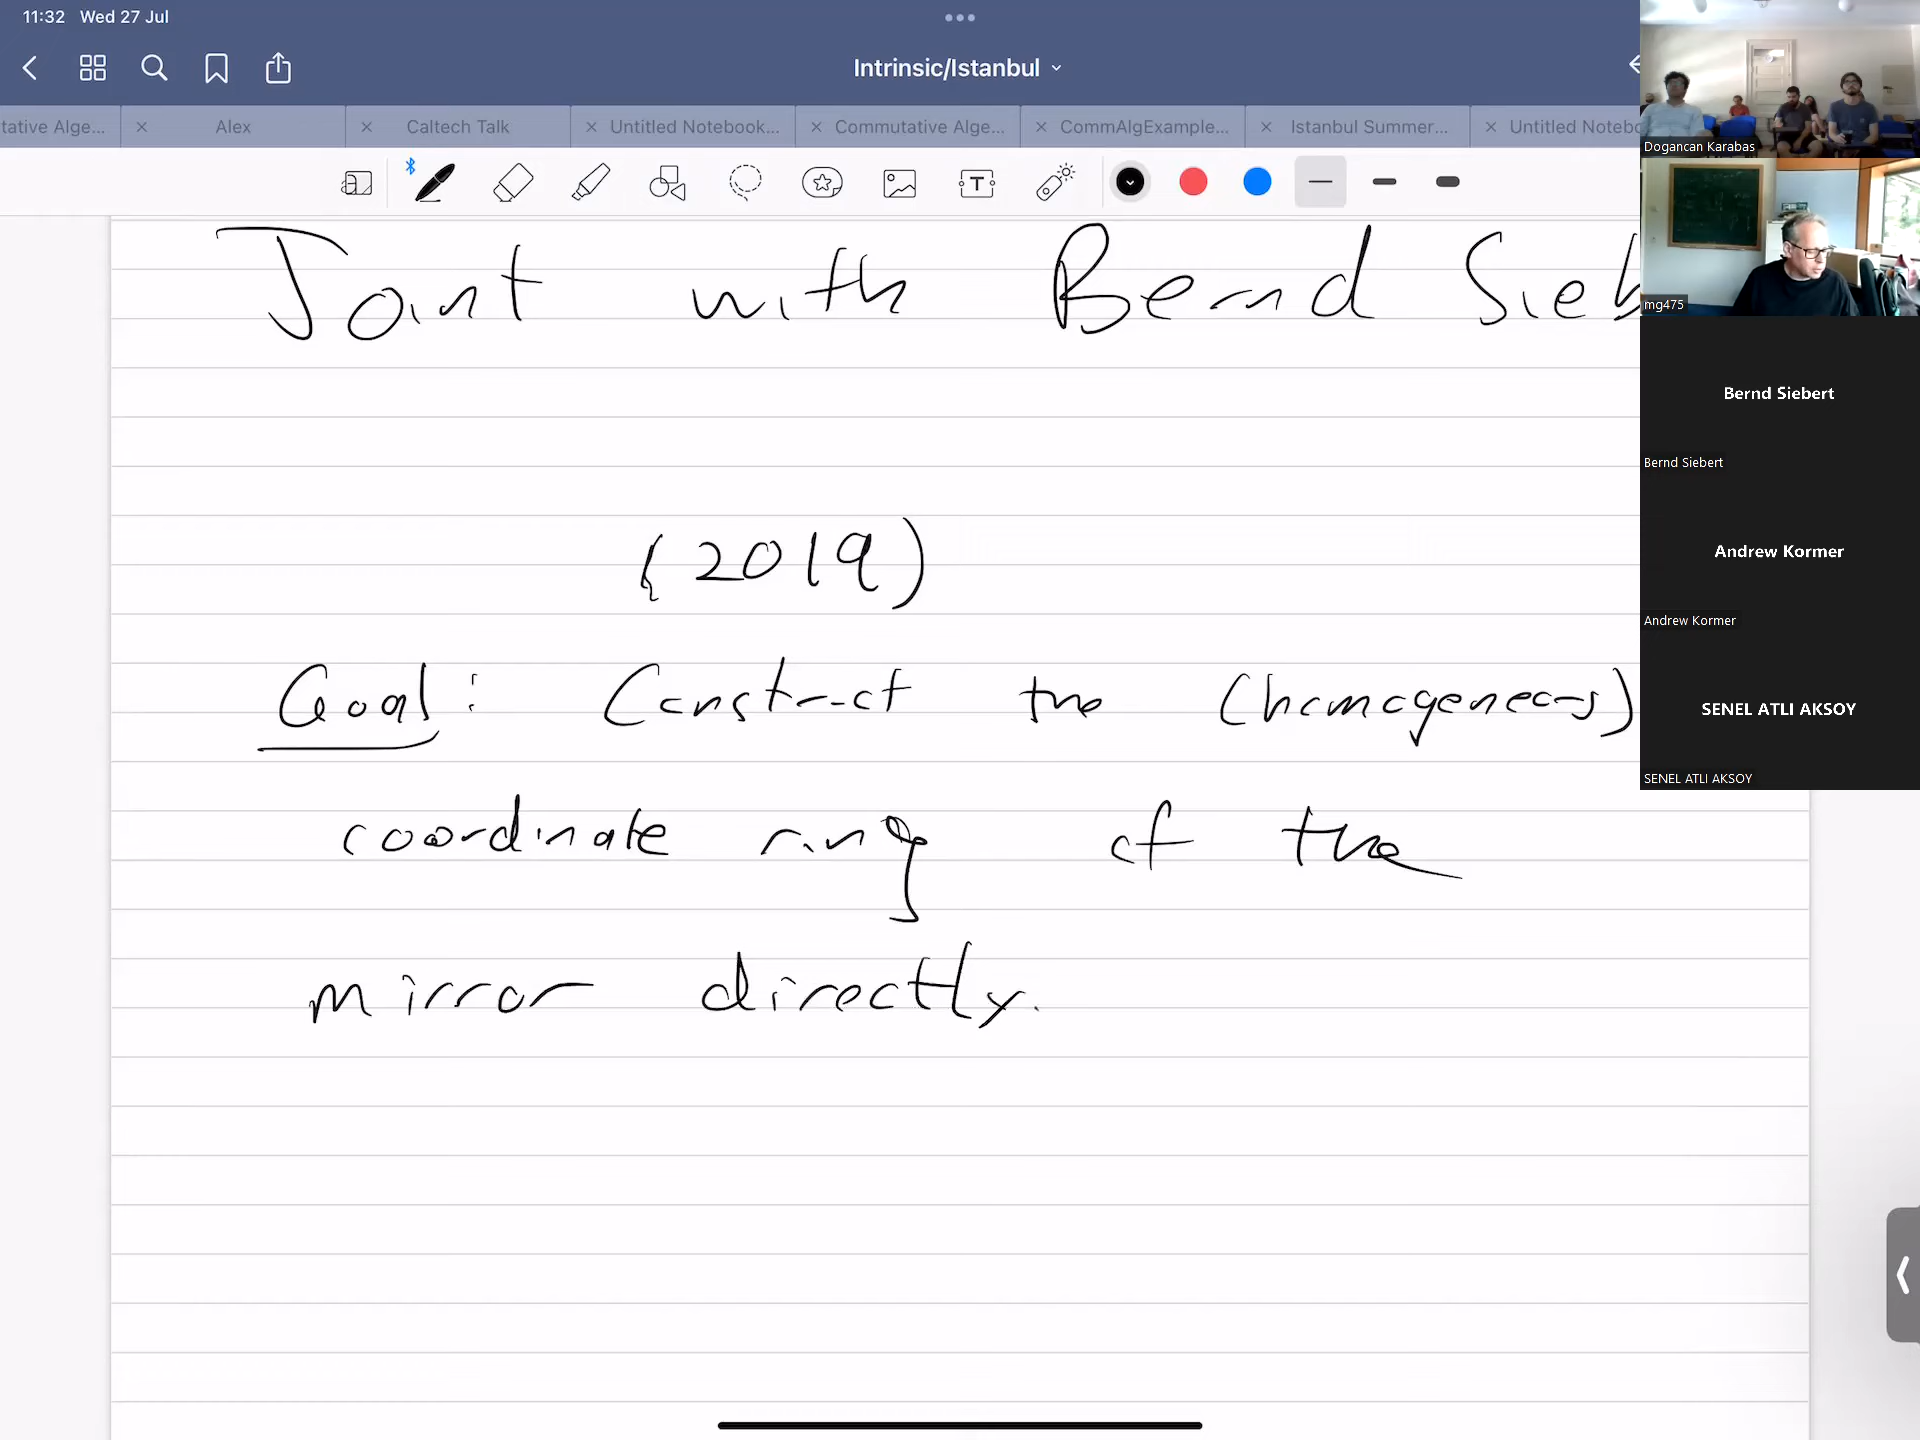 11:32 Wed 27 Jul
Intrinsic/Istanbul
tative Alge...
Alex
Caltech Talk
Untitled Notebook...
Commutative Alge...
CommAlgExample...
Istanbul Summer...
Untitled Notebo
Dogancan Karabas
mg475
Bernd Siebert
Bernd Siebert
Andrew Kormer
Andrew Kormer
SENEL ATLI AKSOY
SENEL ATLI AKSOY
Joint with Bernd Sieb
(2019)
Goal: Construct the (homogeneous)
coordinate ring of the
mirror directly.